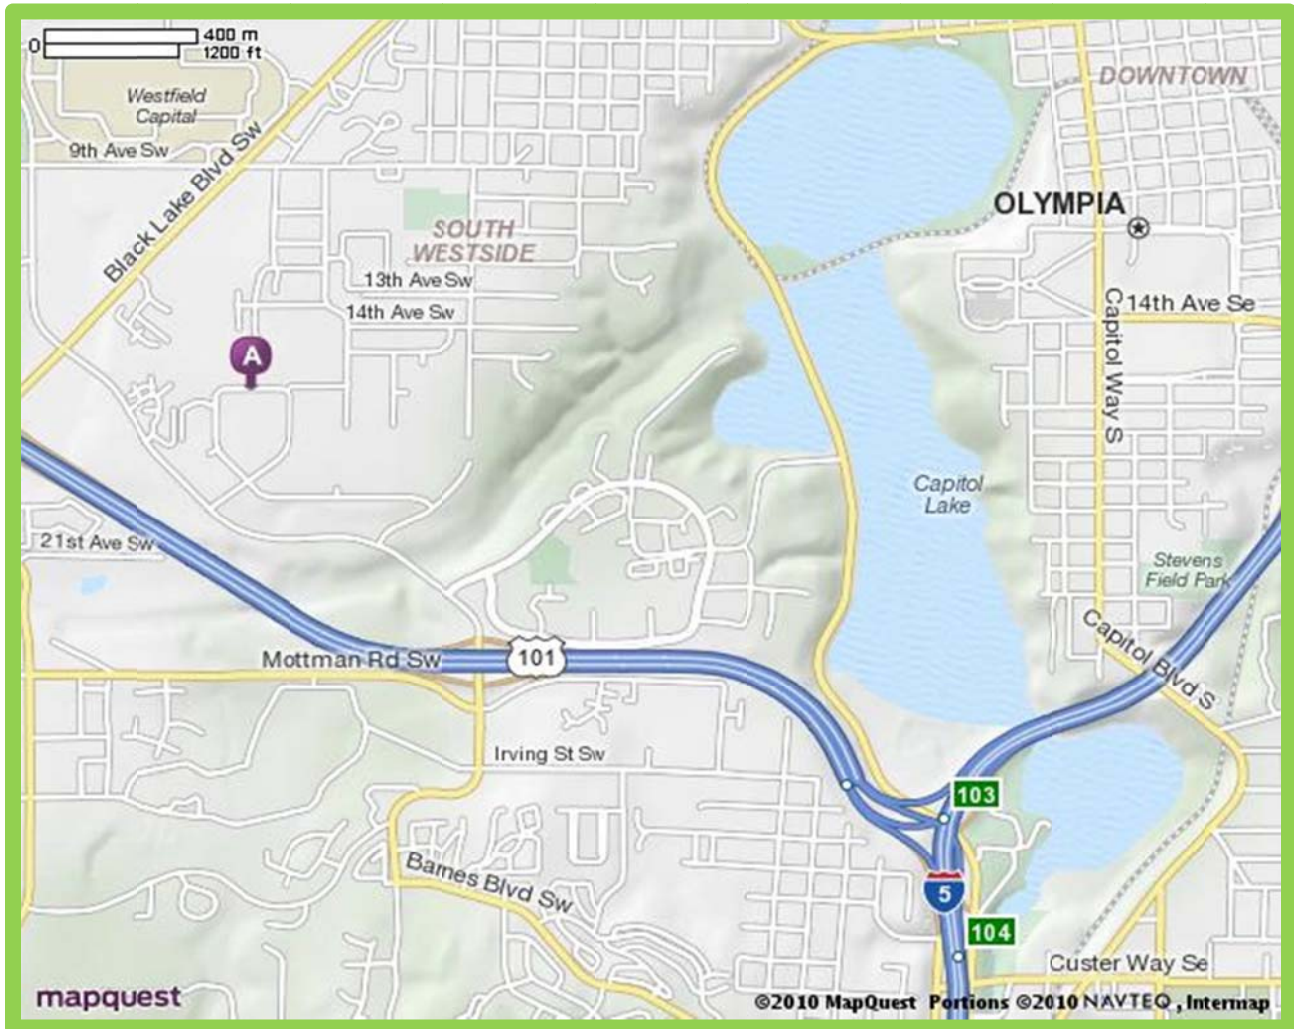 0
400 m
1200 ft
Westfield
Capital
9th Ave Sw
Black Lake Blvd Sw
SOUTH
WESTSIDE
13th Ave Sw
14th Ave Sw
A
DOWNTOWN
OLYMPIA
14th Ave Se
Capitol Way S
Capitol
Lake
Stevens
Field Park
21st Ave Sw
Mottman Rd Sw
101
Capitol Blvd S
Irving St Sw
103
Barnes Blvd Sw
5
104
Custer Way Se
mapquest
©2010 MapQuest Portions ©2010 NAVTEQ, Intermap